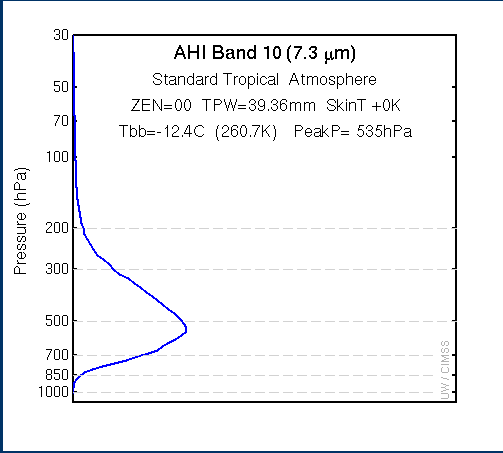 AHI Band 10 (7.3 µm)
Standard Tropical Atmosphere
ZEN=00 TPW=39.36mm SkinT +0K
Tbb=-12.4C (260.7K) PeakP= 535hPa
Pressure (hPa)
30
50
70
100
200
300
500
700
850
1000
UW / CIMSS